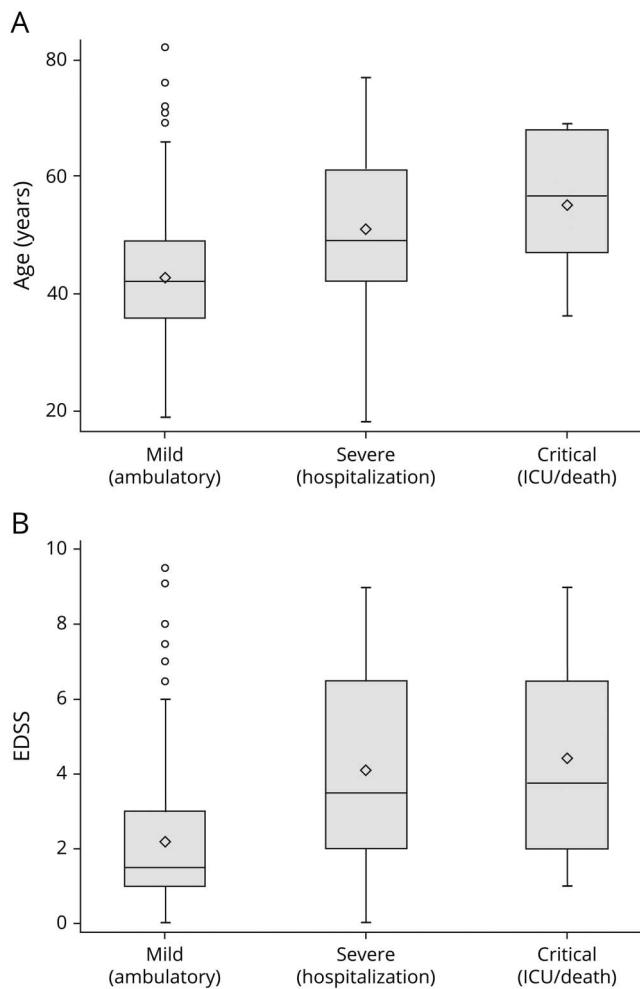 A
Age (years)
80
60
40
20
Mild
(ambulatory)
Severe
(hospitalization)
Critical
(ICU/death)
B
EDSS
10
8
6
4
2
0
Mild
(ambulatory)
Severe
(hospitalization)
Critical
(ICU/death)